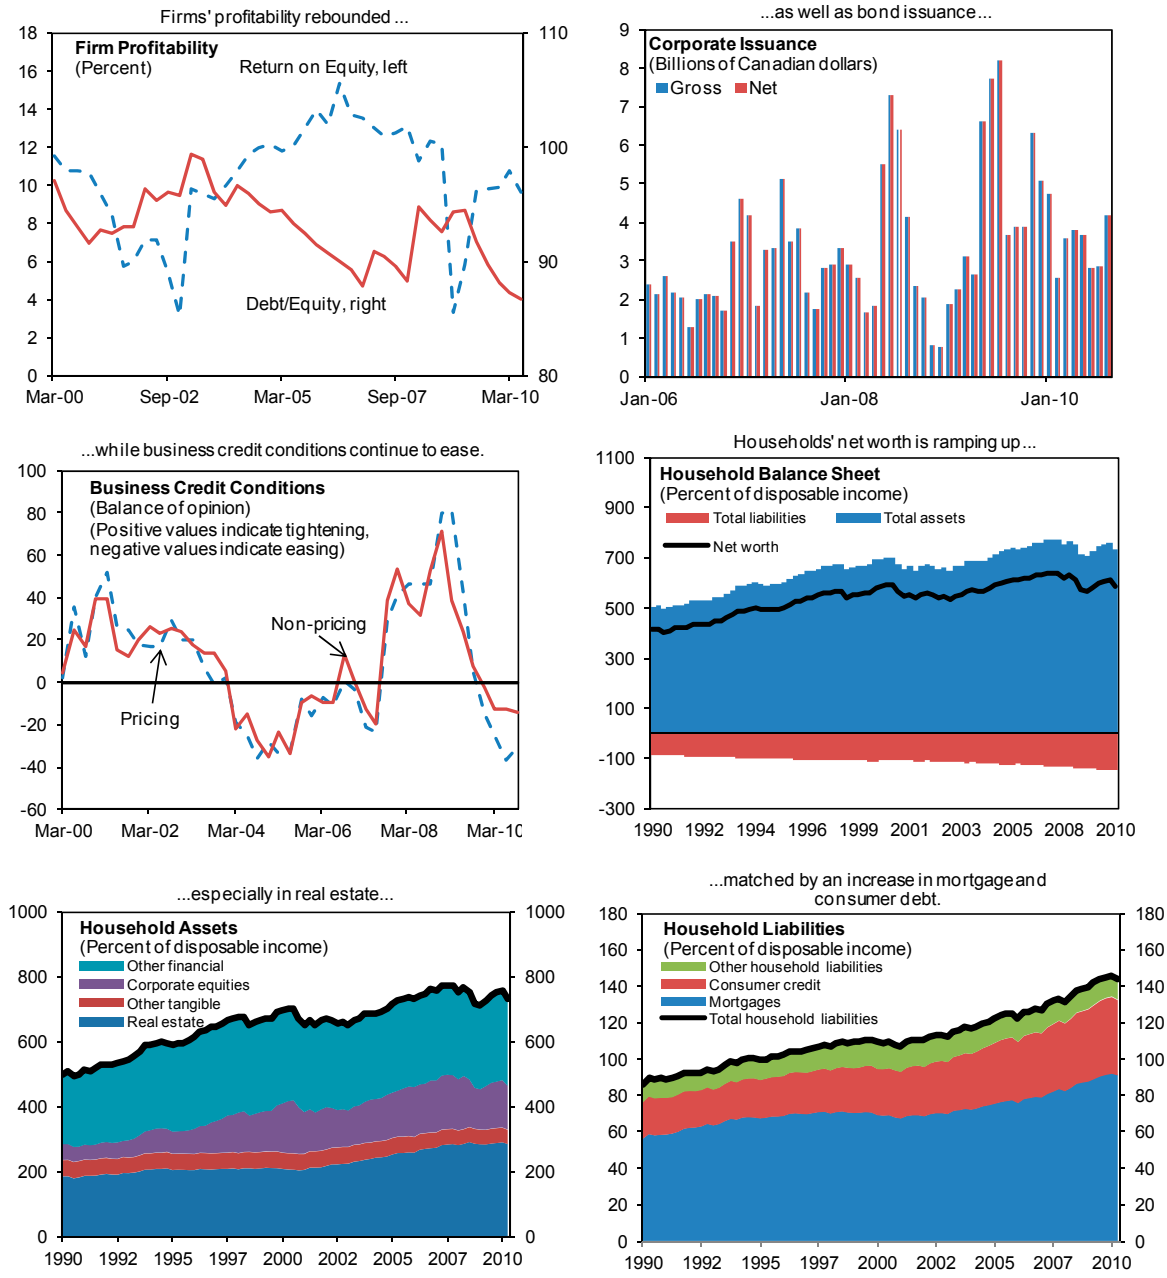 Firms' profitability rebounded ...
Firm Profitability
(Percent)
Return on Equity, left
Debt/Equity, right
18
16
14
12
10
8
6
4
2
0
110
100
90
80
Mar-00 Sep-02 Mar-05 Sep-07 Mar-10
...as well as bond issuance...
Corporate Issuance
(Billions of Canadian dollars)
Gross Net
9
8
7
6
5
4
3
2
1
0
Jan-06 Jan-08 Jan-10
...while business credit conditions continue to ease.
Business Credit Conditions
(Balance of opinion)
(Positive values indicate tightening,
negative values indicate easing)
Non-pricing
Pricing
100
80
60
40
20
0
-20
-40
-60
Mar-00 Mar-02 Mar-04 Mar-06 Mar-08 Mar-10
Households' net worth is ramping up...
Household Balance Sheet
(Percent of disposable income)
Total liabilities Total assets
Net worth
1100
900
700
500
300
100
-100
-300
1990 1992 1994 1996 1999 2001 2003 2005 2008 2010
...especially in real estate...
Household Assets
(Percent of disposable income)
Other financial
Corporate equities
Other tangible
Real estate
1000
800
600
400
200
0
1000
800
600
400
200
0
1990 1992 1995 1997 2000 2002 2005 2007 2010
...matched by an increase in mortgage and
consumer debt.
Household Liabilities
(Percent of disposable income)
Other household liabilities
Consumer credit
Mortgages
Total household liabilities
180
160
140
120
100
80
60
40
20
0
180
160
140
120
100
80
60
40
20
0
1990 1992 1995 1997 2000 2002 2005 2007 2010